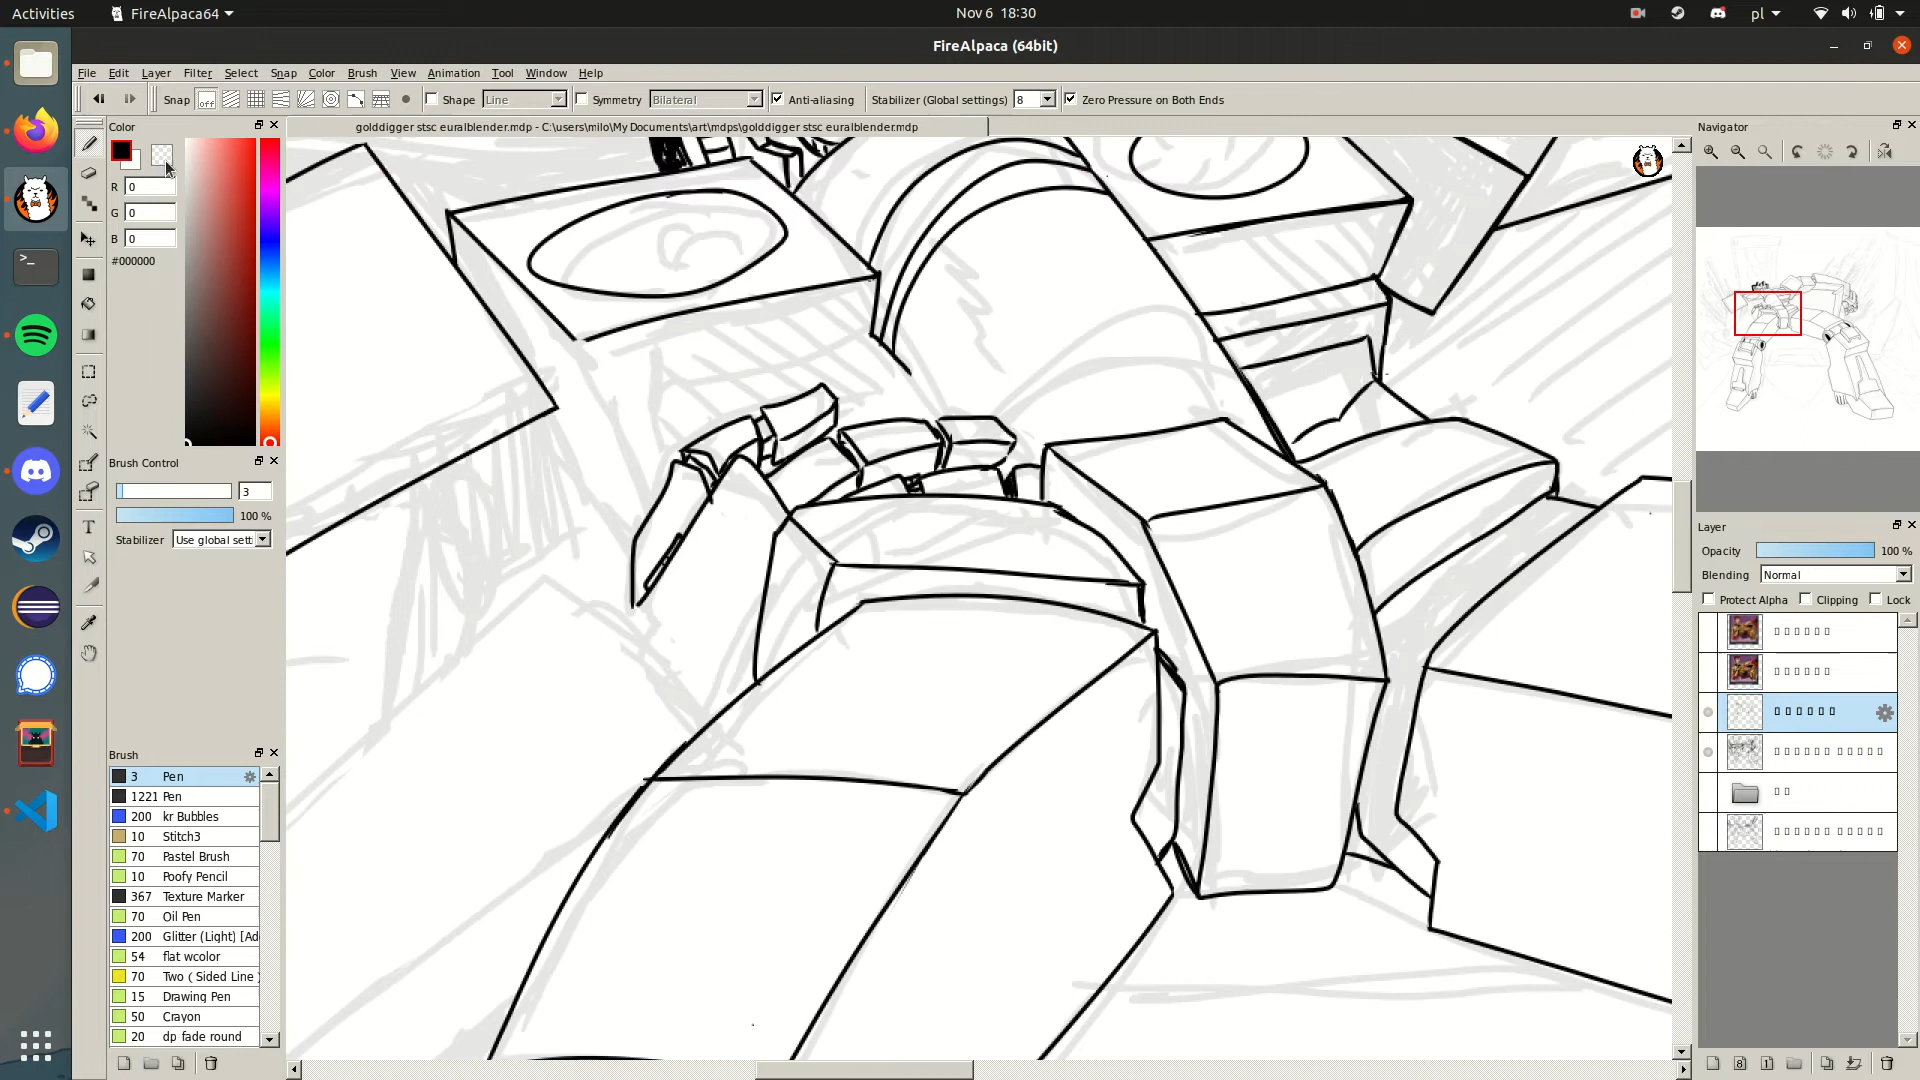 Activities FireAlpaca64 Nov 6 18:30 pl
FireAlpaca (64bit)
File Edit Layer Filter Select Snap Color Brush View Animation Tool Window Help
Snap off Shape Line Symmetry Bilateral Anti-aliasing Stabilizer (Global settings) 8 Zero Pressure on Both Ends
Color
golddigger stsc euralblender.mdp - C:\users\milo\My Documents\art\mdps\golddigger stsc euralblender.mdp
Navigator
R 0
G 0
B 0
#000000
Brush Control
3
100 %
Stabilizer Use global sett
Brush
3 Pen
1221 Pen
200 kr Bubbles
10 Stitch3
70 Pastel Brush
10 Poofy Pencil
367 Texture Marker
70 Oil Pen
200 Glitter (Light) [Ad
54 flat wcolor
70 Two ( Sided Line )
15 Drawing Pen
50 Crayon
20 dp fade round
T
Layer
Opacity 100 %
Blending Normal
Protect Alpha Clipping Lock
8 1